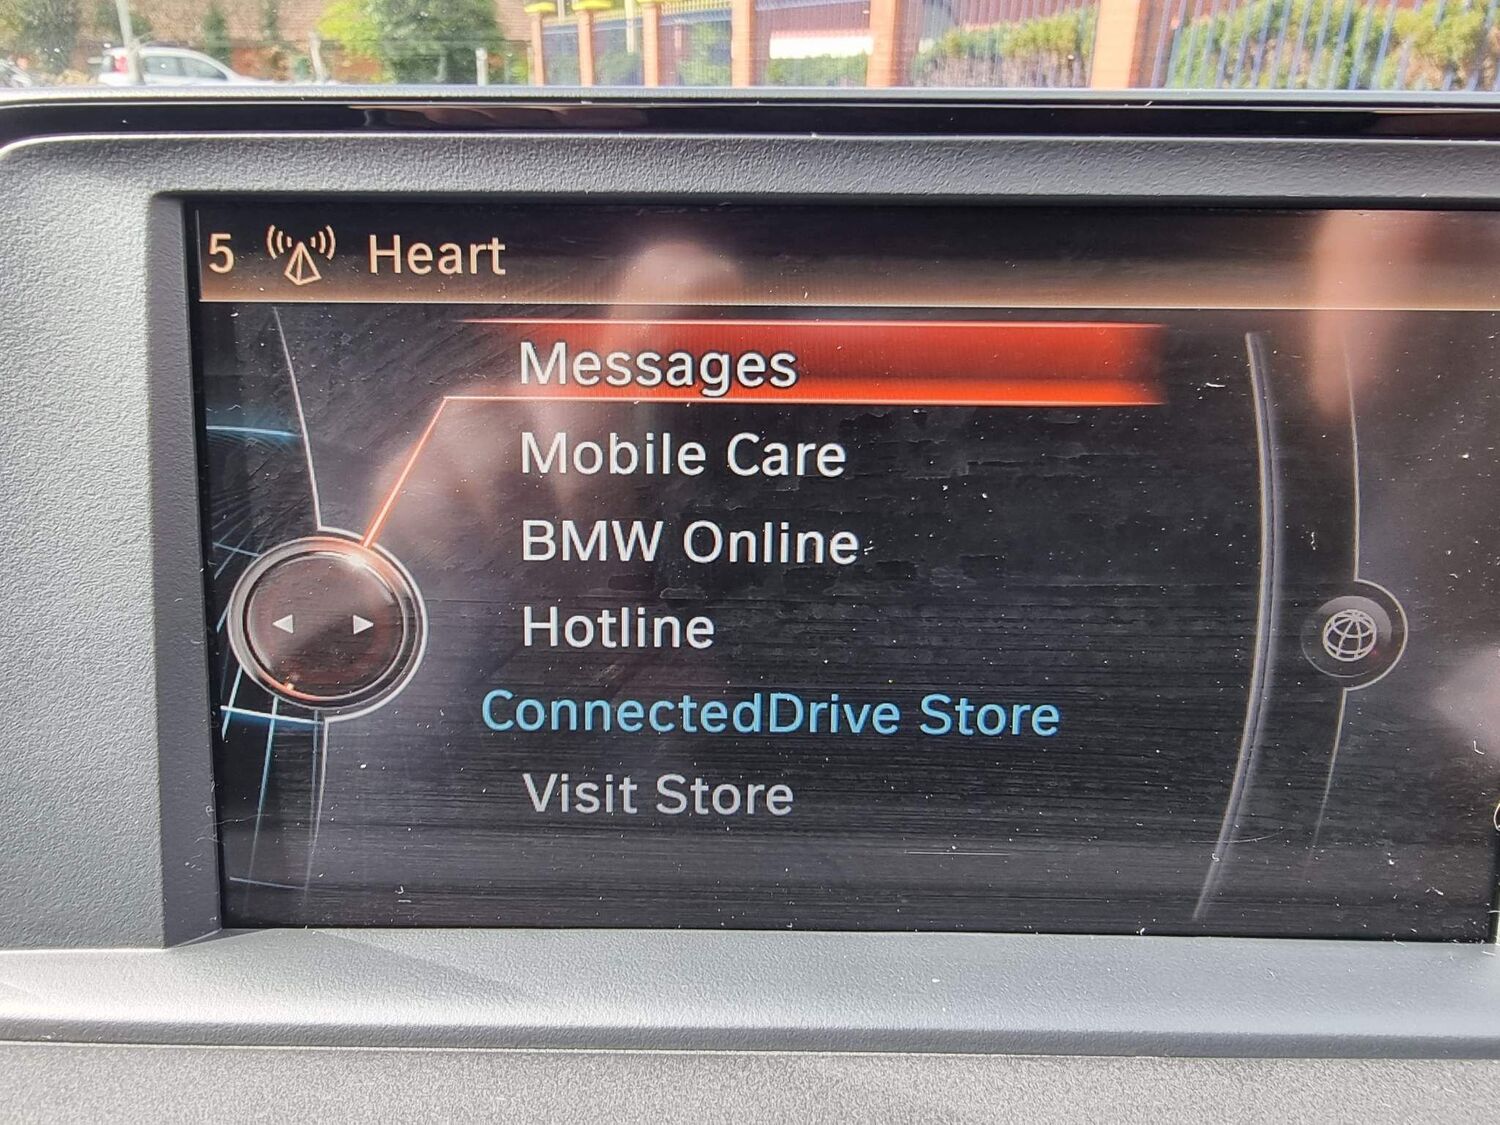 5 Heart
Messages
Mobile Care
BMW Online
Hotline
ConnectedDrive Store
Visit Store